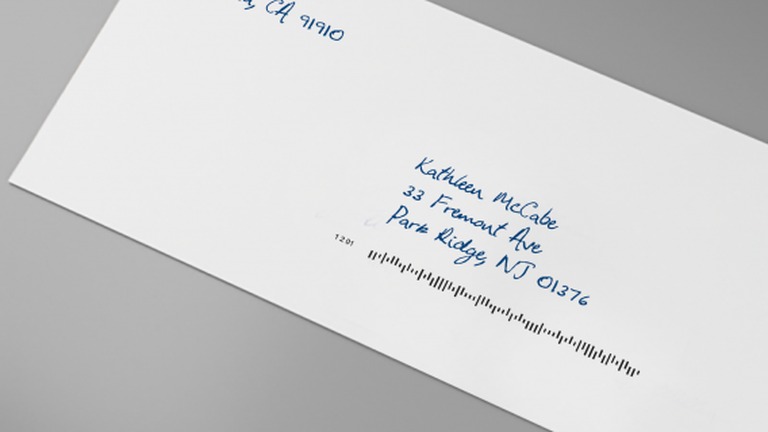 CA 91910
Kathleen McCabe
33 Fremont Ave
Park Ridge, NJ 01376
1201